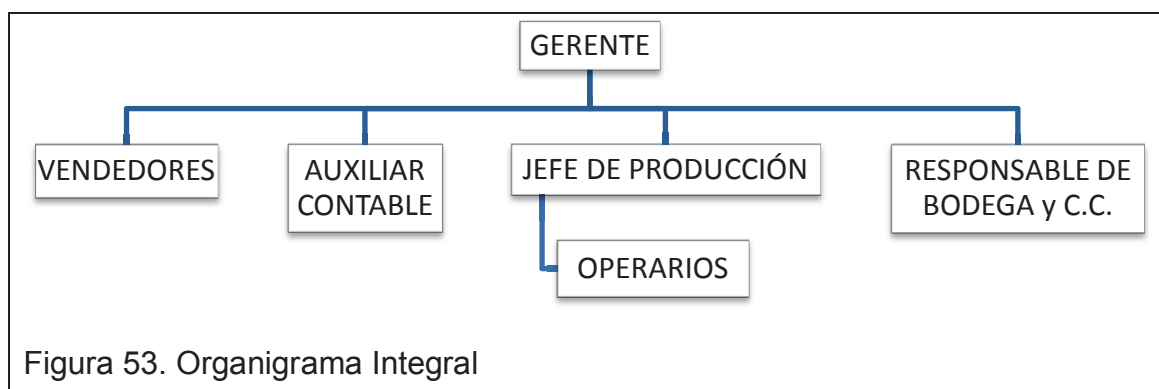 GERENTE
VENDEDORES
AUXILIAR
CONTABLE
JEFE DE PRODUCCIÓN
RESPONSABLE DE
BODEGA y C.C.
OPERARIOS
Figura 53. Organigrama Integral